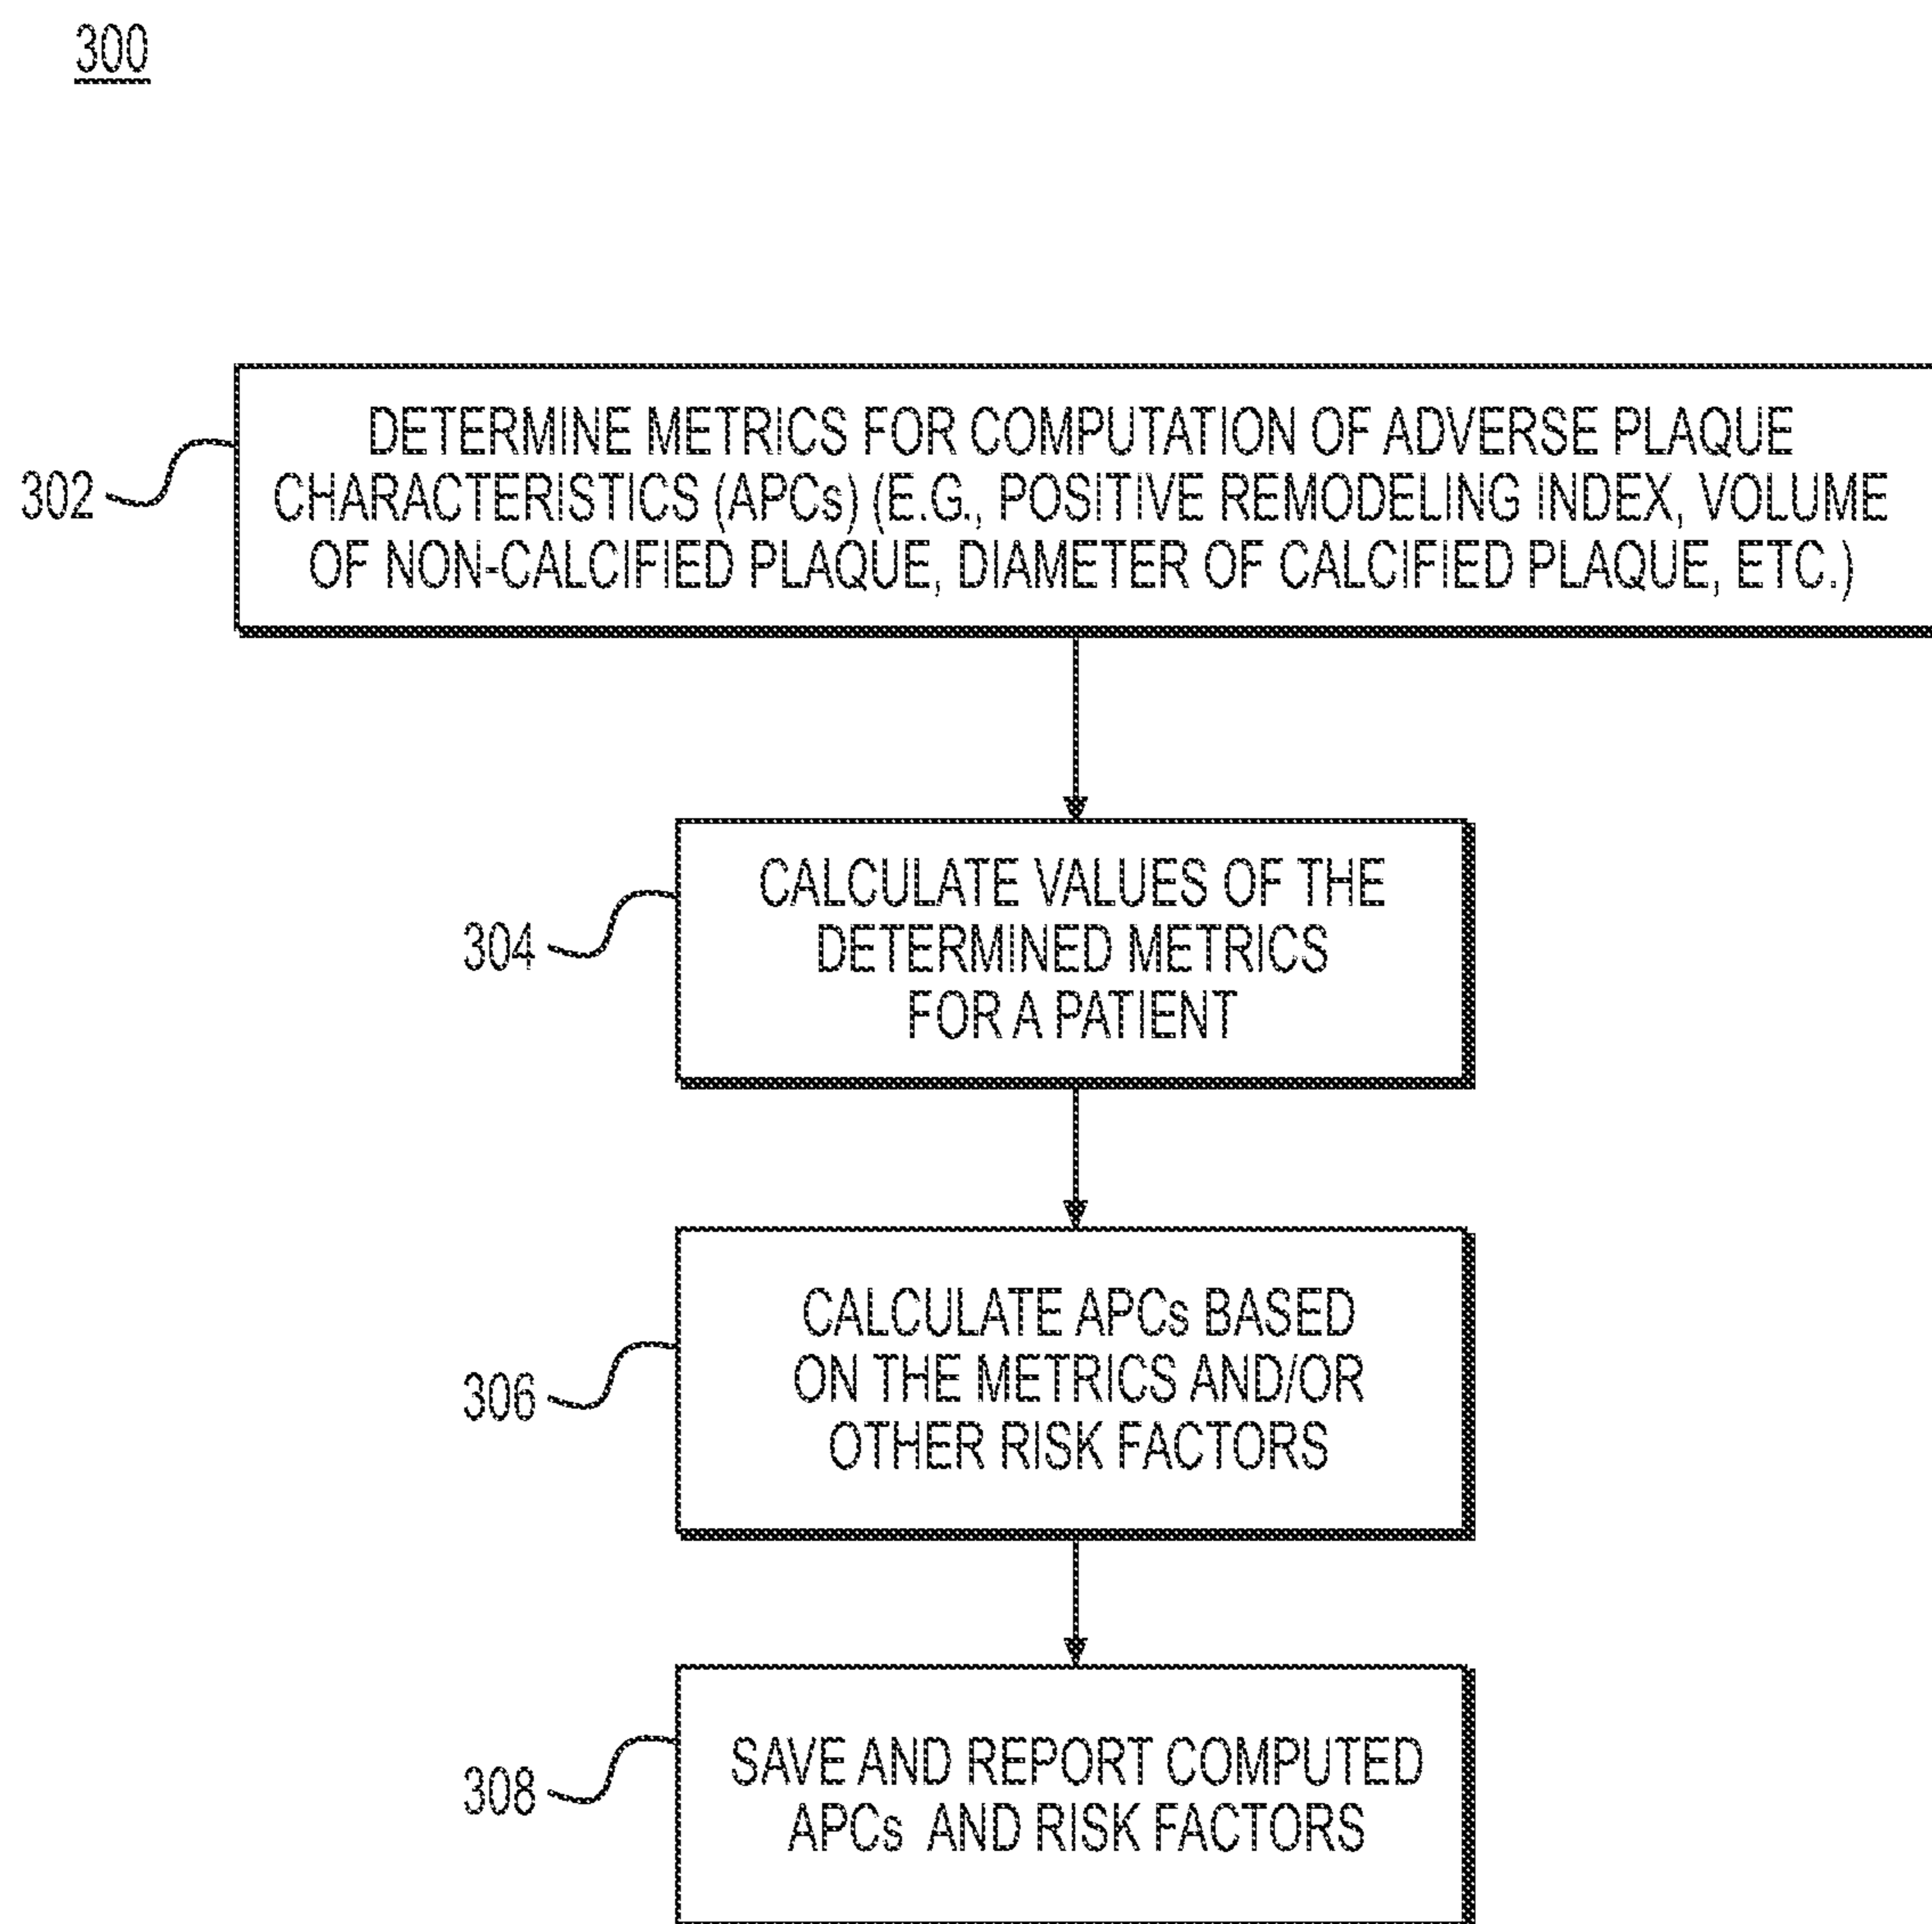 300
302
DETERMINE METRICS FOR COMPUTATION OF ADVERSE PLAQUE
CHARACTERISTICS (APCs) (E.G., POSITIVE REMODELING INDEX, VOLUME
OF NON-CALCIFIED PLAQUE, DIAMETER OF CALCIFIED PLAQUE, ETC.)
304
CALCULATE VALUES OF THE
DETERMINED METRICS
FOR A PATIENT
306
CALCULATE APCs BASED
ON THE METRICS AND/OR
OTHER RISK FACTORS
308
SAVE AND REPORT COMPUTED
APCs AND RISK FACTORS